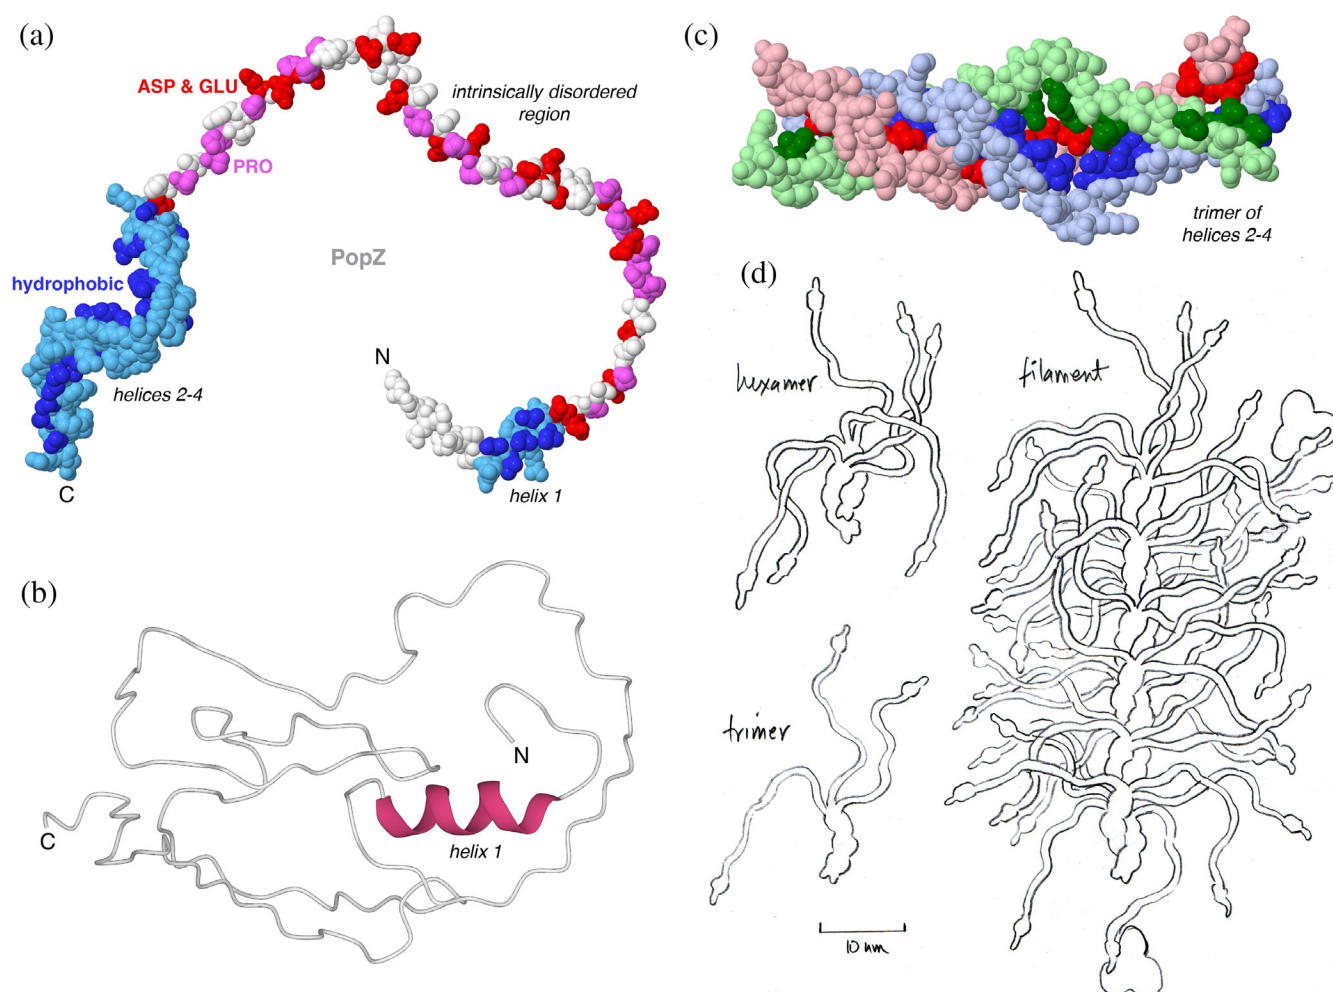 (a)
ASP & GLU
PRO
intrinsically disordered
region
PopZ
hydrophobic
helices 2-4
C
N
helix 1
(b)
N
C
helix 1
(c)
trimer of
helices 2-4
(d)
hexamer
filament
trimer
10 nm